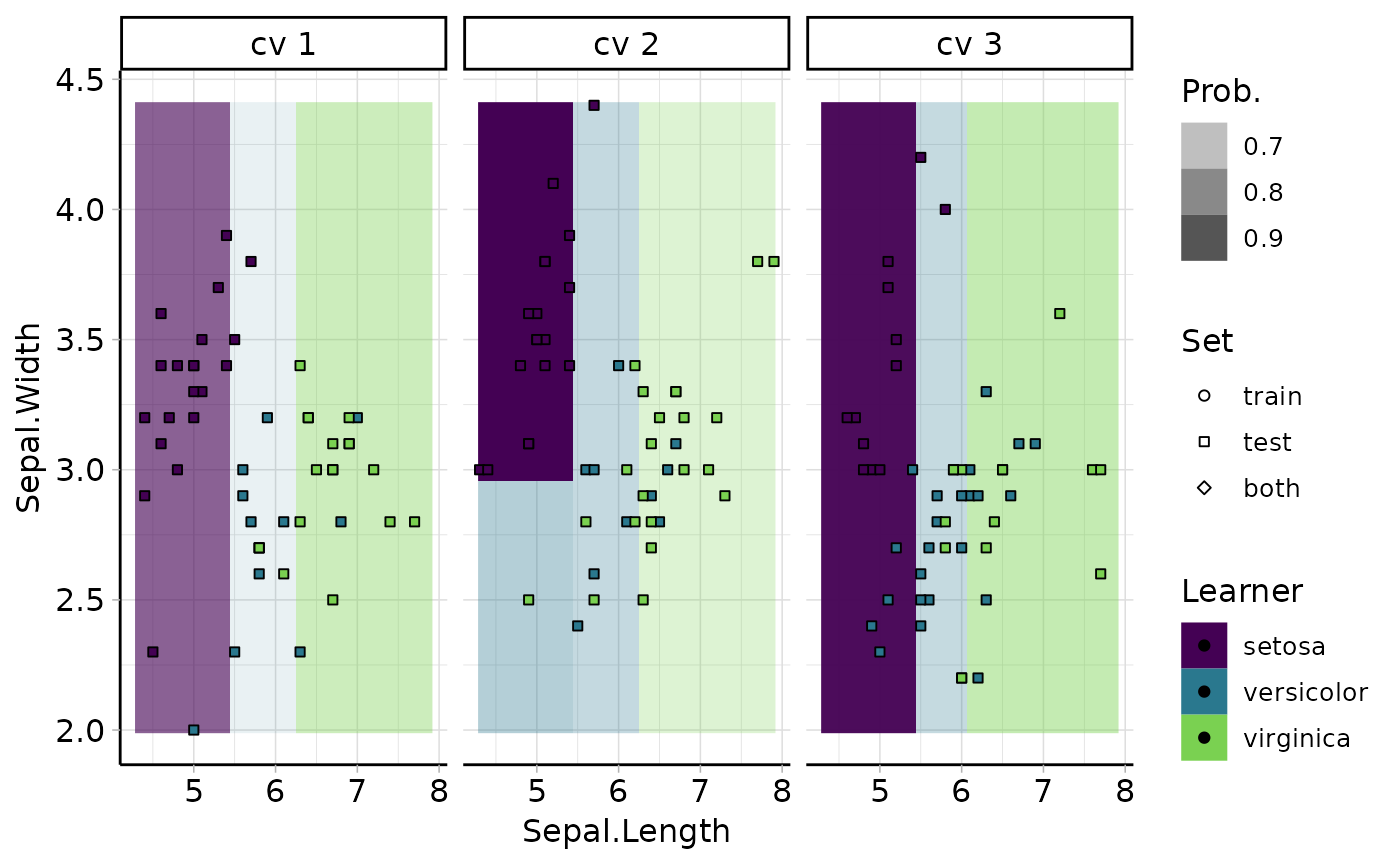 cv 1 cv 2 cv 3
4.5
4.0
3.5
3.0
2.5
2.0
Sepal.Width
5 6 7 8 5 6 7 8 5 6 7 8
Sepal.Length
Prob.
0.7
0.8
0.9
Set
train
test
both
Learner
setosa
versicolor
virginica